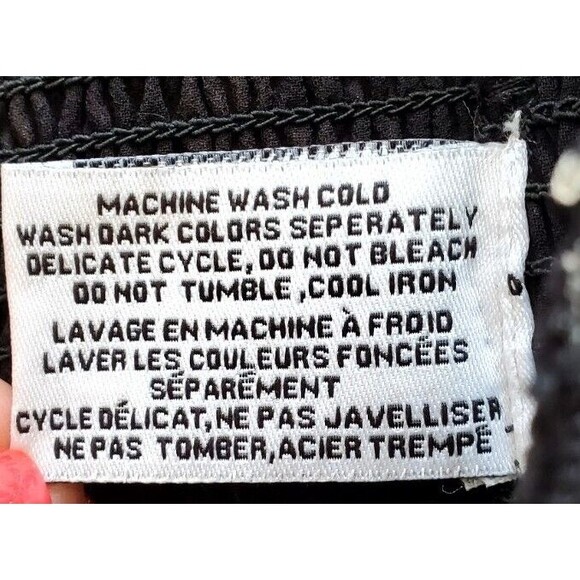 MACHINE WASH COLD
WASH DARK COLORS SEPERATELY
DELICATE CYCLE, DO NOT BLEACH
DO NOT TUMBLE ,COOL IRON
LAVAGE EN MACHINE À FROID
LAVER LES COULEURS FONCÉES
SÉPARÉMENT
CYCLE DÉLICAT, NE PAS JAVELLISER
NE PAS TOMBER, ACIER TREMPÉ